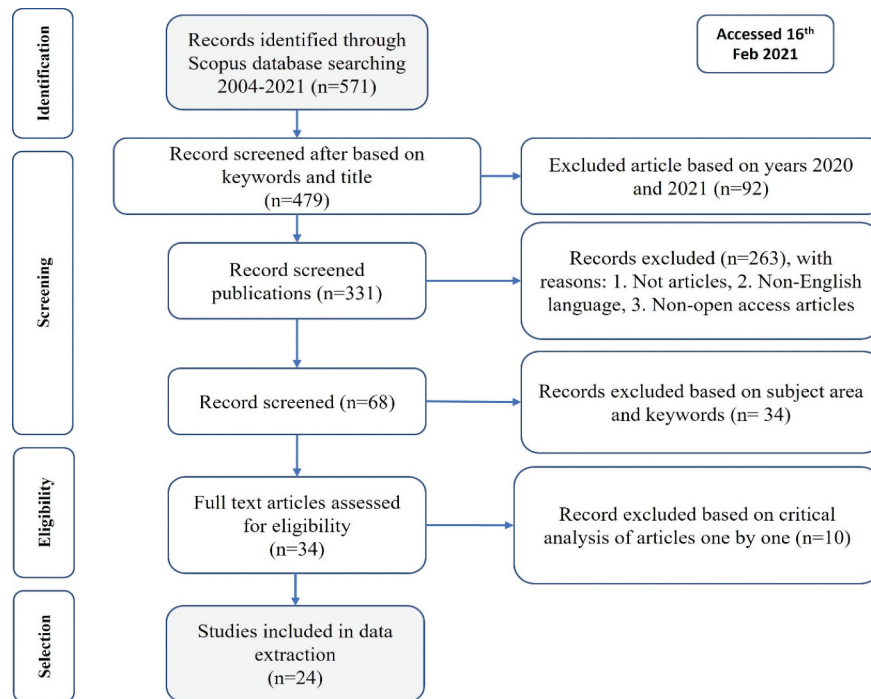 Identification
Records identified through
Scopus database searching
2004-2021 (n=571)
Accessed 16th
Feb 2021
Screening
Record screened after based on
keywords and title
(n=479)
Excluded article based on years 2020
and 2021 (n=92)
Record screened
publications (n=331)
Records excluded (n=263), with
reasons: 1. Not articles, 2. Non-English
language, 3. Non-open access articles
Record screened (n=68)
Records excluded based on subject area
and keywords (n= 34)
Eligibility
Full text articles assessed
for eligibility
(n=34)
Record excluded based on critical
analysis of articles one by one (n=10)
Selection
Studies included in data
extraction
(n=24)